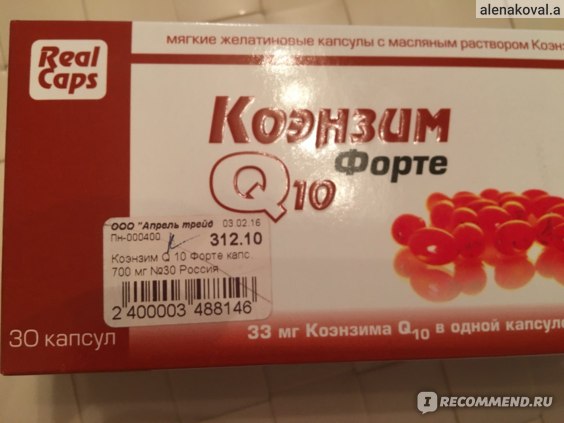 alenakoval.a
Real
Caps
мягкие желатиновые капсулы с масляным раствором
Коэнзим
Форте
Q10
ООО "Апрель трейд 03.02.16
Пн-000400 312.10
Коэнзим Q 10 Форте капс.
700 мг №30 Россия
2 400003 488146
30 капсул
33 мг Коэнзима Q10 в одной капсуле
IRECOMMEND.RU